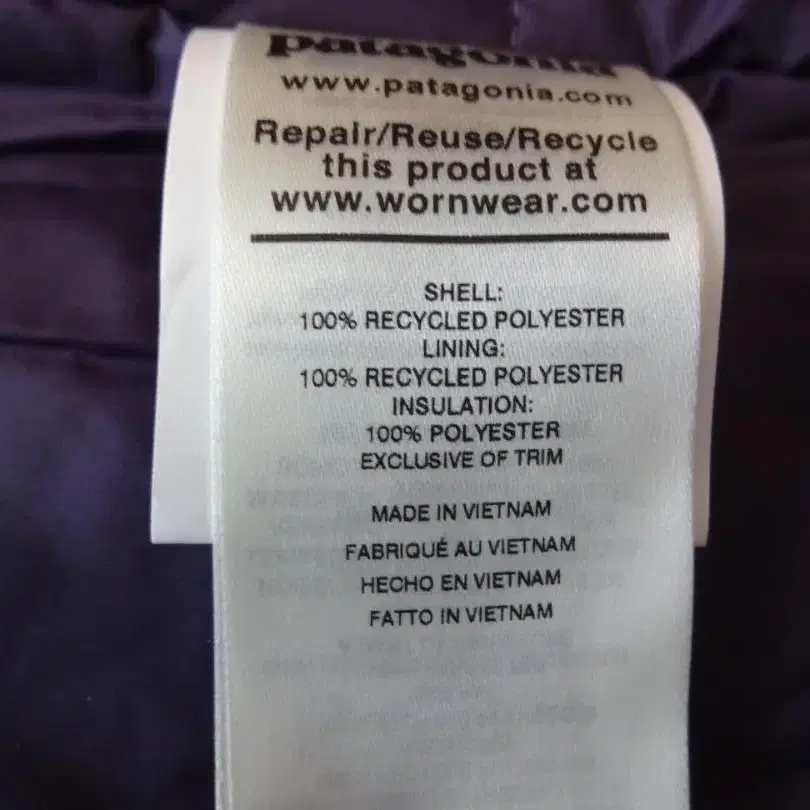 patagonia
www.patagonia.com
Repair/Reuse/Recycle
this product at
www.wornwear.com
SHELL:
100% RECYCLED POLYESTER
LINING:
100% RECYCLED POLYESTER
INSULATION:
100% POLYESTER
EXCLUSIVE OF TRIM
MADE IN VIETNAM
FABRIQUÉ AU VIETNAM
HECHO EN VIETNAM
FATTO IN VIETNAM